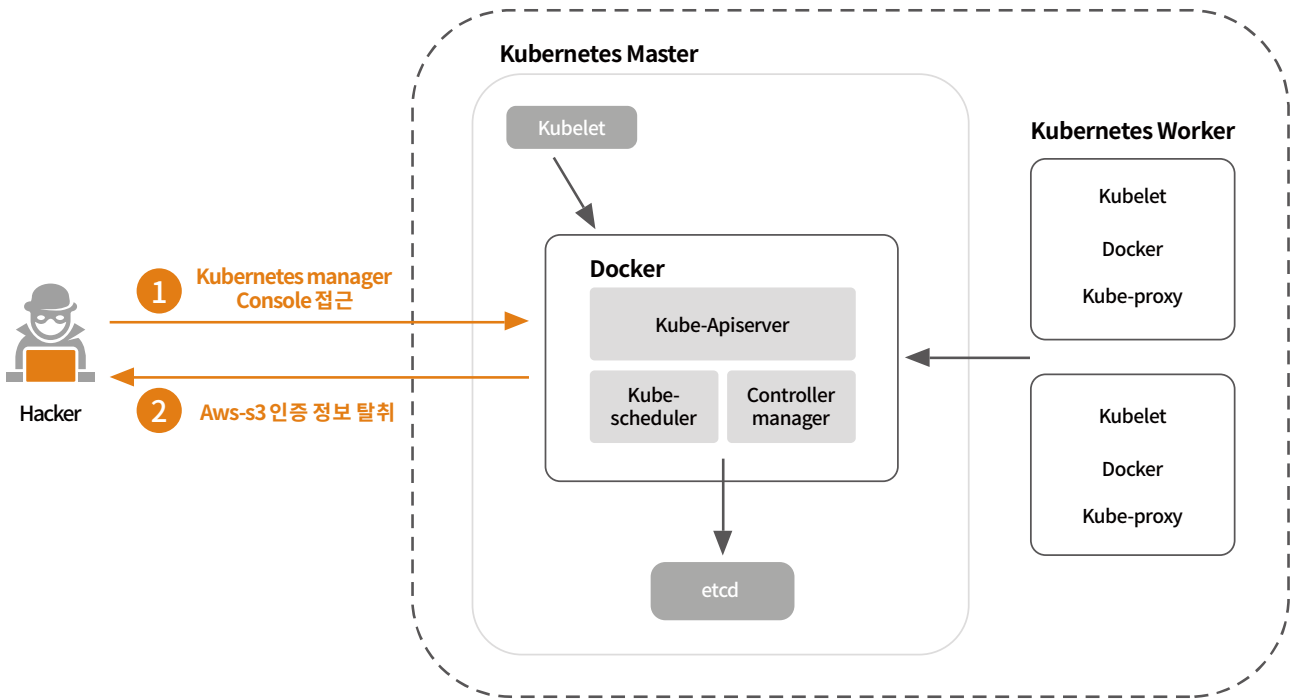 Kubernetes Master
Kubelet
Kubernetes Worker
Kubelet
Docker
Kube-proxy
Docker
Kube-Apiserver
Kube-
scheduler
Controller
manager
1
Kubernetes manager
Console 접근
2
Aws-s3 인증 정보 탈취
Hacker
Kubelet
Docker
Kube-proxy
etcd